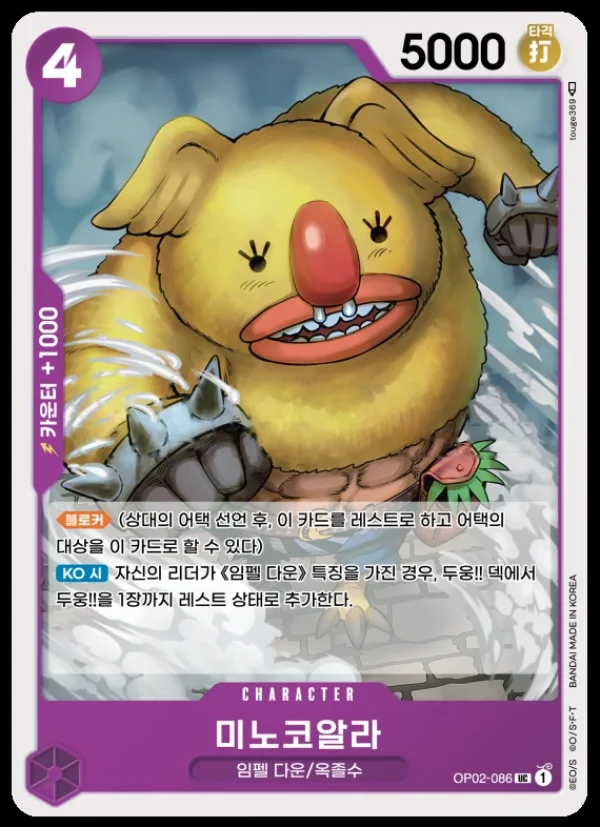 4
5000
타격
打
touge369
카운터 +1000
블로커 (상대의 어택 선언 후, 이 카드를 레스트로 하고 어택의
대상을 이 카드로 할 수 있다)
KO 시 자신의 리더가 《임펠 다운》 특징을 가진 경우, 두웅!! 덱에서
두웅!!을 1장까지 레스트 상태로 추가한다.
CHARACTER
미노코알라
임펠 다운/옥졸수
OP02-086 UC 1
©E.O/S ©O/S·F·T BANDAI MADE IN KOREA